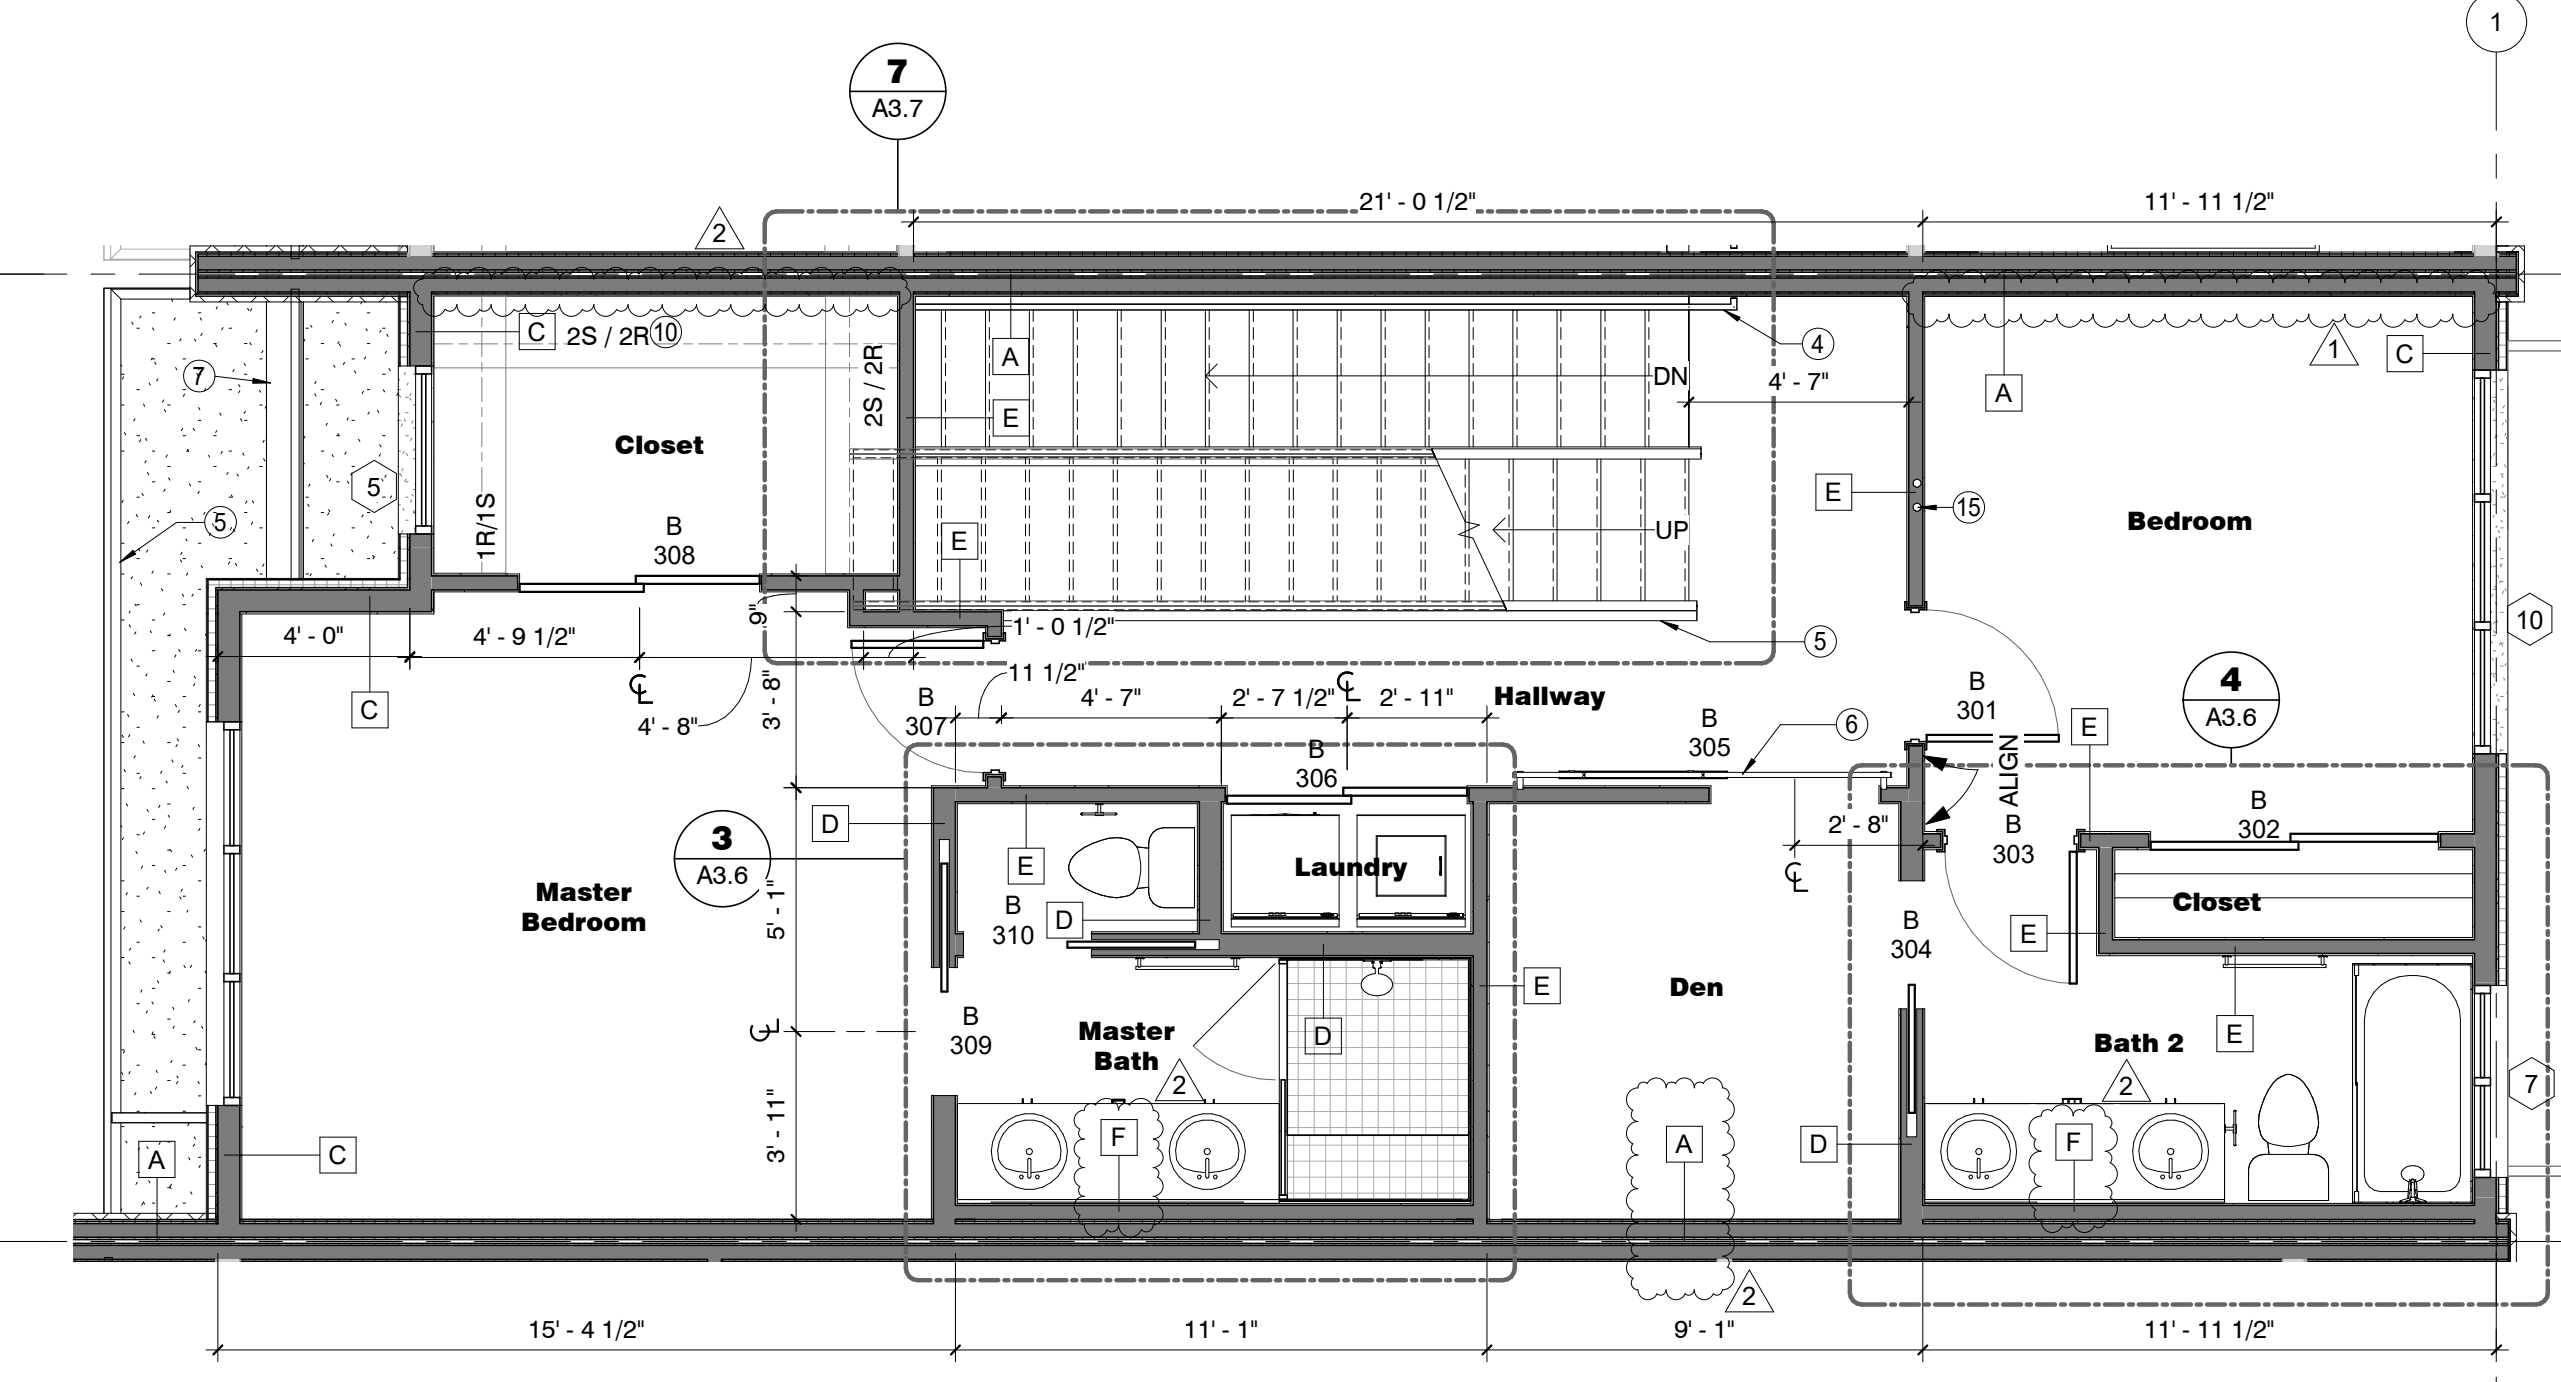 1
7
A3.7
21' - 0 1/2"
11' - 11 1/2"
2
C
2S / 2R
10
2S / 2R
A
4
1
C
7
DN
4' - 7"
A
E
Closet
5
E
15
5
1R/1S
B
308
E
UP
Bedroom
9"
4' - 0"
4' - 9 1/2"
1' - 0 1/2"
5
10
11 1/2"
C
CL
4' - 8"
3' - 8"
B
307
4' - 7"
2' - 7 1/2"
CL
2' - 11"
Hallway
B
305
6
B
301
4
A3.6
E
B
306
ALIGN
D
3
A3.6
E
Laundry
2' - 8"
CL
B
303
B
302
Master
Bedroom
5' - 1"
B
310
D
B
304
E
Closet
E
Den
CL
B
309
Master
Bath
D
Bath 2
E
2
2
7
A
C
3' - 11"
F
A
D
F
2
15' - 4 1/2"
11' - 1"
9' - 1"
11' - 11 1/2"